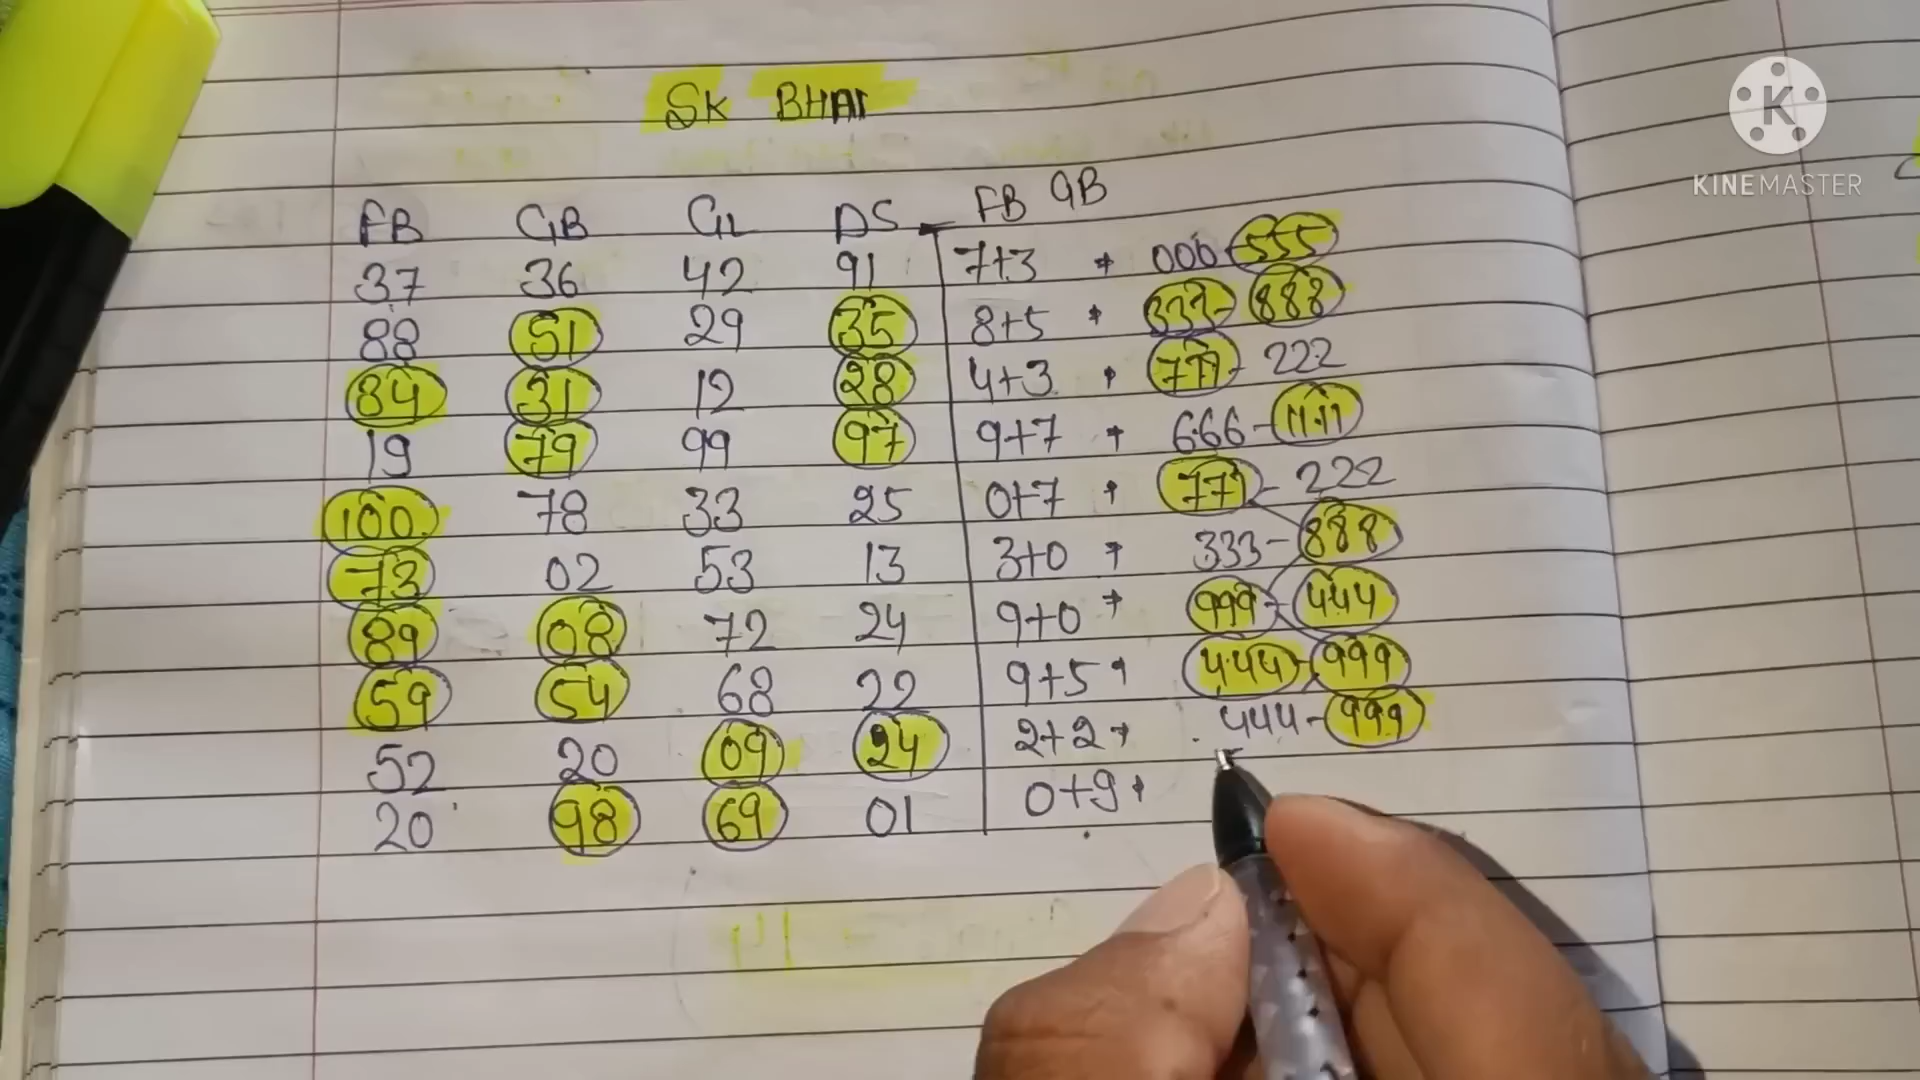 SK BHAI
KINEMASTER
FB GB GL DS FB GB
37 36 42 91 7+3 → 000-555
88 51 29 35 8+5 → 333-888
84 31 12 28 4+3 → 777-222
19 79 99 97 9+7 → 666-1111
100 78 33 25 0+7 → 777-222
73 02 53 13 3+0 → 333-888
89 08 72 24 9+0 → 999-444
59 54 68 22 9+5 → 444-999
52 20 09 24 2+2 → 444-999
20 98 69 01 0+9 →